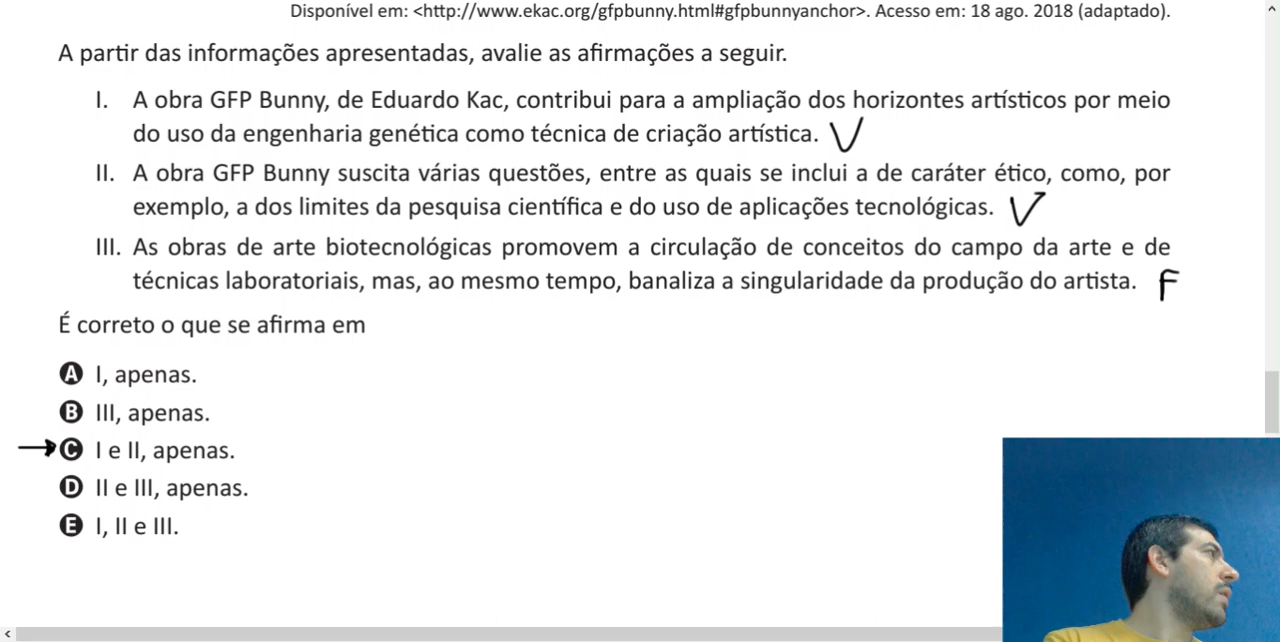 Disponível em: <http://www.ekac.org/gfpbunny.html#gfpbunnyanchor>. Acesso em: 18 ago. 2018 (adaptado).
A partir das informações apresentadas, avalie as afirmações a seguir.
I. A obra GFP Bunny, de Eduardo Kac, contribui para a ampliação dos horizontes artísticos por meio
do uso da engenharia genética como técnica de criação artística. V
II. A obra GFP Bunny suscita várias questões, entre as quais se inclui a de caráter ético, como, por
exemplo, a dos limites da pesquisa científica e do uso de aplicações tecnológicas. V
III. As obras de arte biotecnológicas promovem a circulação de conceitos do campo da arte e de
técnicas laboratoriais, mas, ao mesmo tempo, banaliza a singularidade da produção do artista. F
É correto o que se afirma em
A I, apenas.
B III, apenas.
C I e II, apenas.
D II e III, apenas.
E I, II e III.